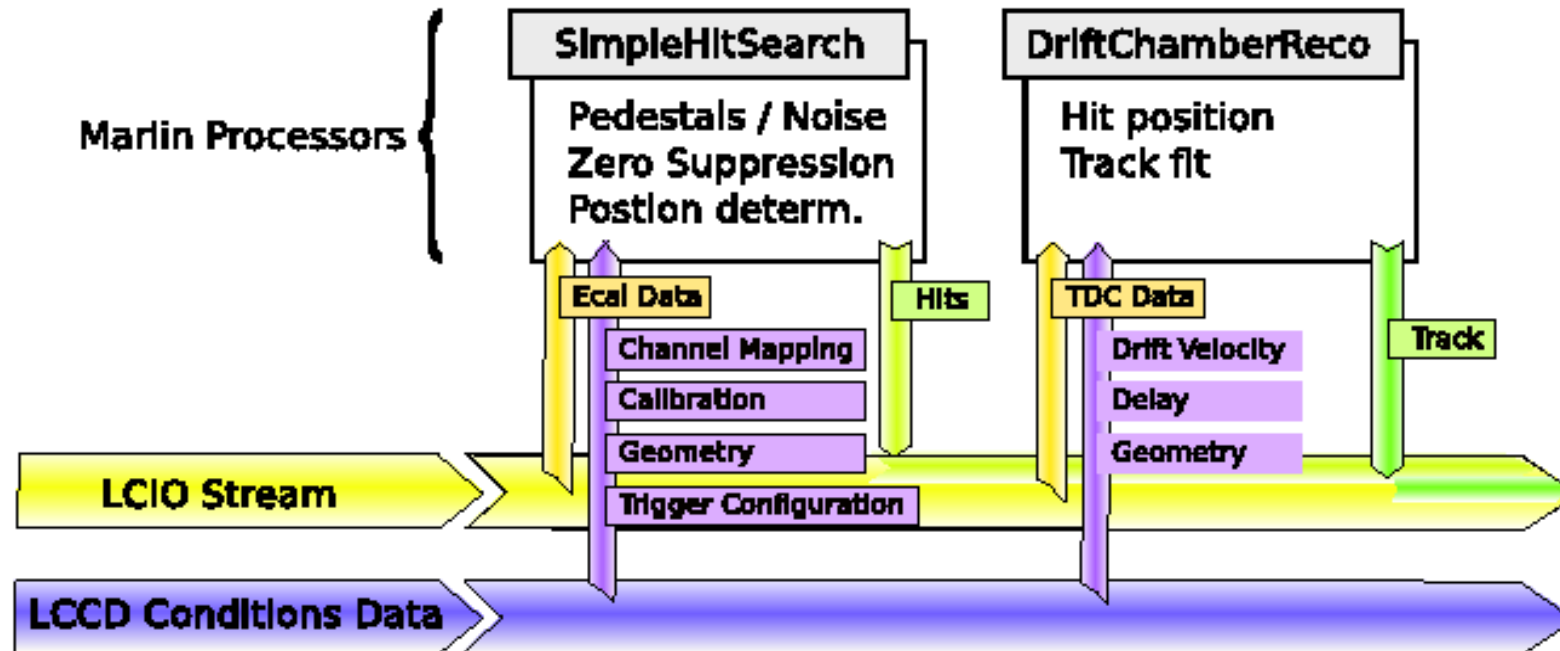 SimpleHitSearch
DriftChamberReco
Marlin Processors
Pedestals / Noise
Zero Suppression
Postion determ.
Hit position
Track fit
Ecal Data
Hits
TDC Data
Channel Mapping
Calibration
Geometry
Trigger Configuration
Drift Velocity
Delay
Geometry
Track
LCIO Stream
LCCD Conditions Data